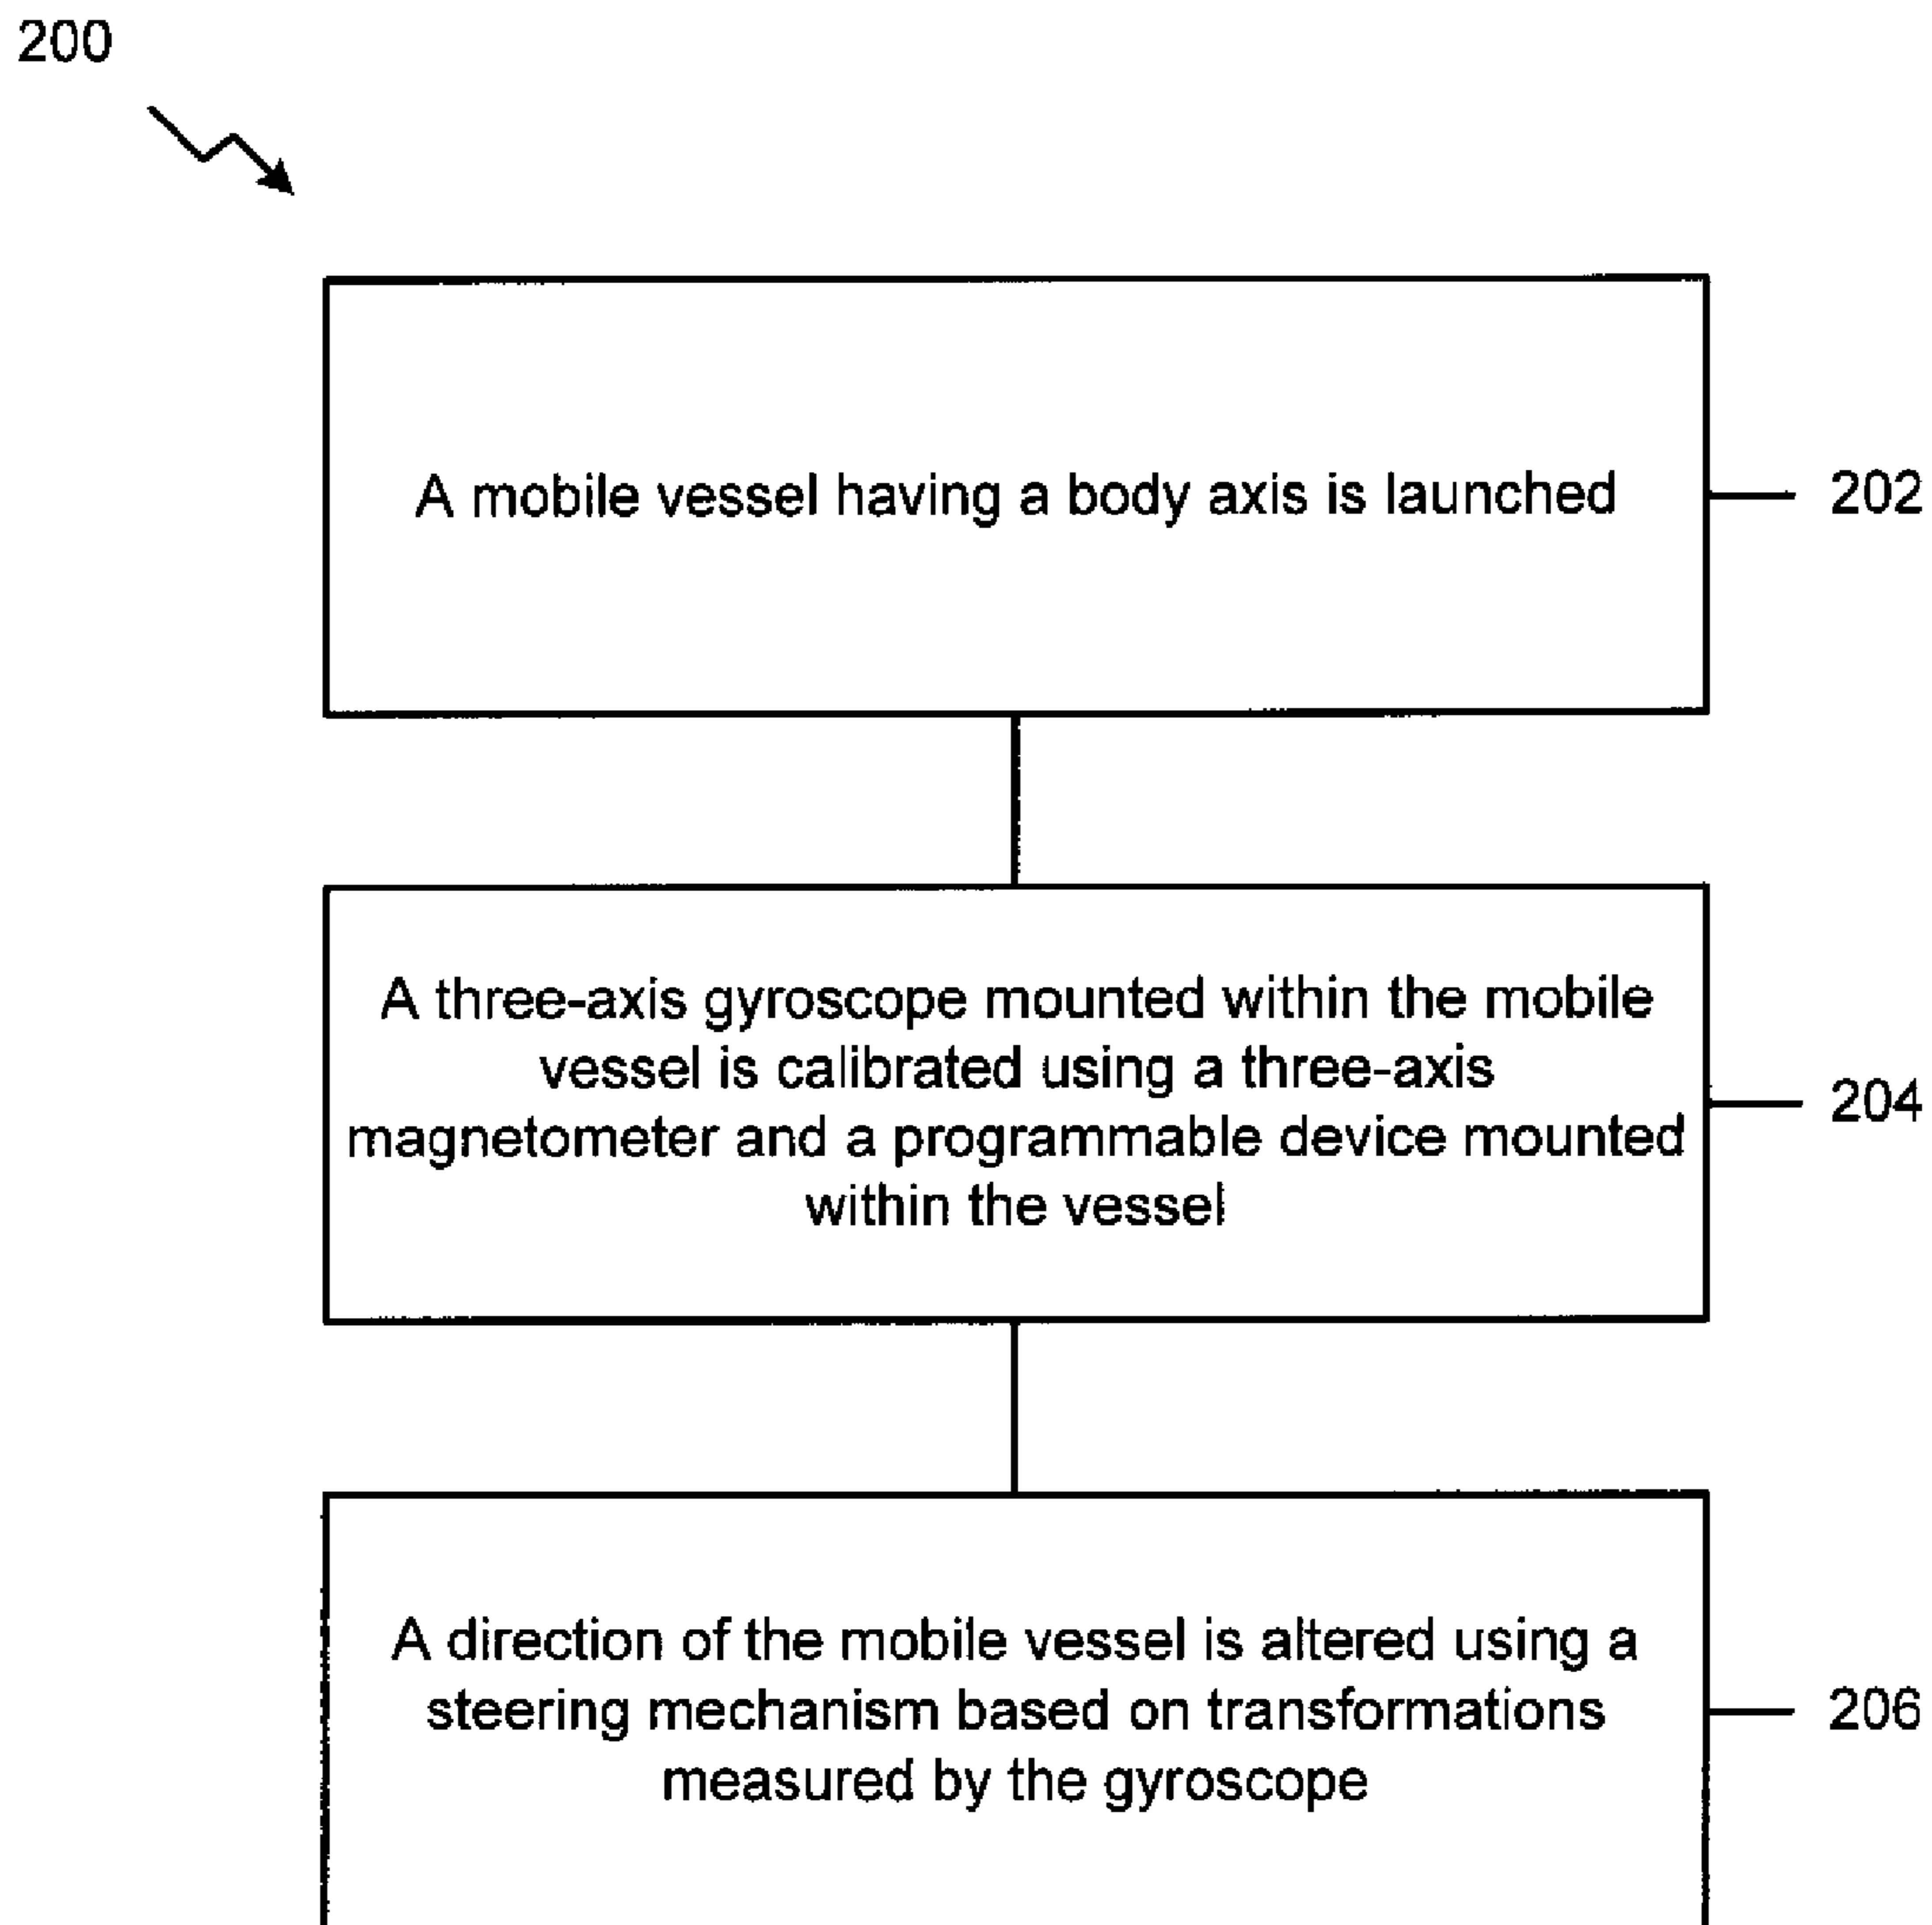 200
A mobile vessel having a body axis is launched
202
A three-axis gyroscope mounted within the mobile
vessel is calibrated using a three-axis
magnetometer and a programmable device mounted
within the vessel
204
A direction of the mobile vessel is altered using a
steering mechanism based on transformations
measured by the gyroscope
206